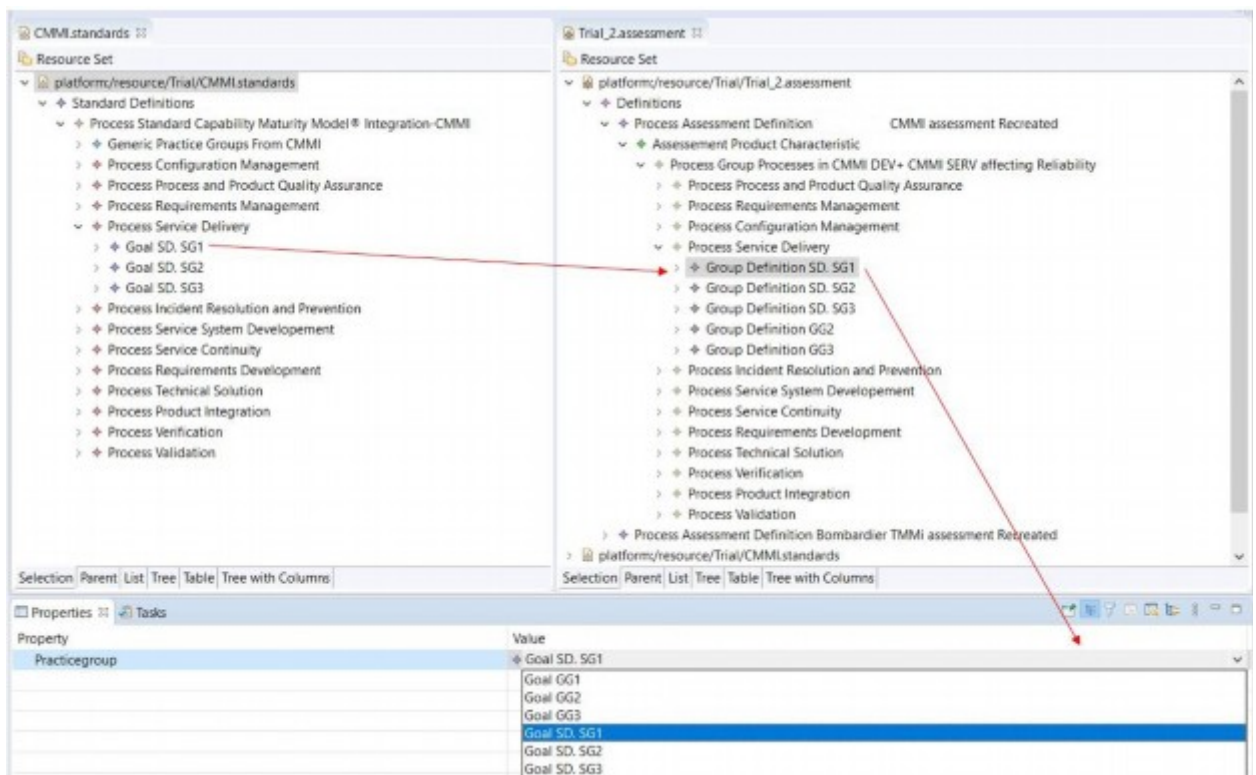 CMMI.standards
Resource Set
platform:/resource/Trial/CMMI.standards
Standard Definitions
Process Standard Capability Maturity Model® Integration-CMMI
Generic Practice Groups From CMMI
Process Configuration Management
Process Process and Product Quality Assurance
Process Requirements Management
Process Service Delivery
Goal SD. SG1
Goal SD. SG2
Goal SD. SG3
Process Incident Resolution and Prevention
Process Service System Developement
Process Service Continuity
Process Requirements Development
Process Technical Solution
Process Product Integration
Process Verification
Process Validation
Selection Parent List Tree Table Tree with Columns
Trial_2.assessment
Resource Set
platform:/resource/Trial/Trial_2.assessment
Definitions
Process Assessment Definition CMMI assessment Recreated
Assessement Product Characteristic
Process Group Processes in CMMI DEV+ CMMI SERV affecting Reliability
Process Process and Product Quality Assurance
Process Requirements Management
Process Configuration Management
Process Service Delivery
Group Definition SD. SG1
Group Definition SD. SG2
Group Definition SD. SG3
Group Definition GG2
Group Definition GG3
Process Incident Resolution and Prevention
Process Service System Developement
Process Service Continuity
Process Requirements Development
Process Technical Solution
Process Verification
Process Product Integration
Process Validation
Process Assessment Definition Bombardier TMMi assessment Recreated
platform:/resource/Trial/CMMI.standards
Selection Parent List Tree Table Tree with Columns
Properties Tasks
Property Value
Practicegroup Goal SD. SG1
Goal GG1
Goal GG2
Goal GG3
Goal SD. SG1
Goal SD. SG2
Goal SD. SG3